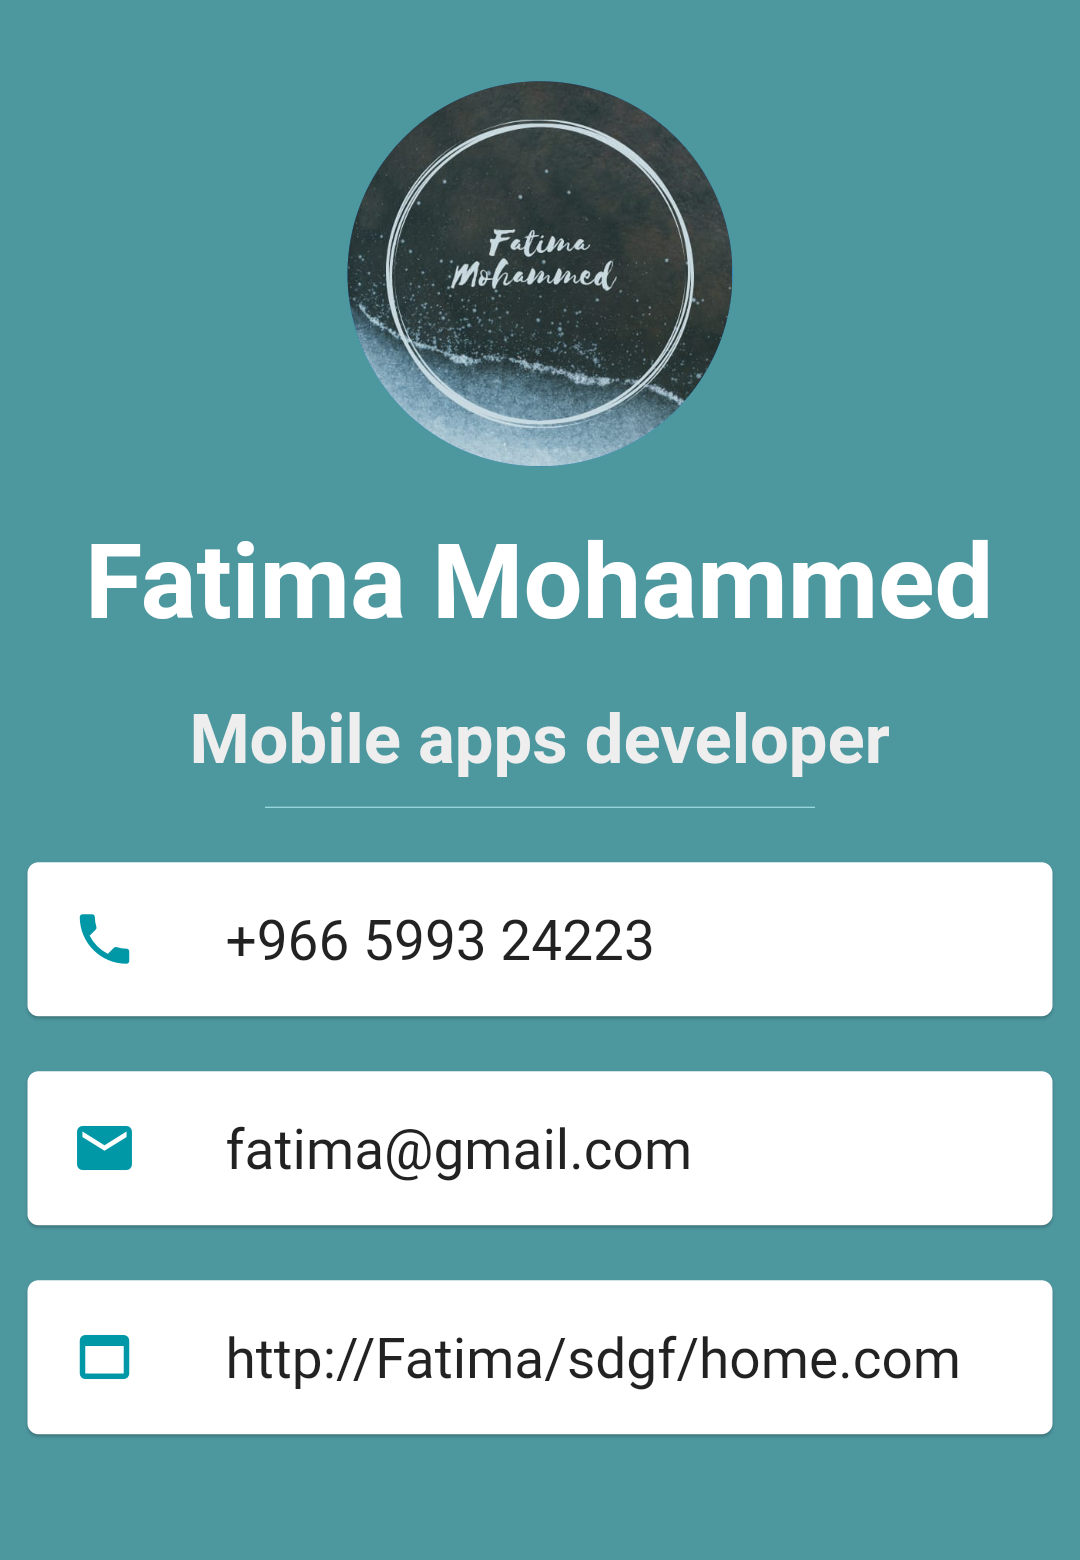 Fatima
Mohammed
Fatima Mohammed
Mobile apps developer
+966 5993 24223
fatima@gmail.com
http://Fatima/sdgf/home.com